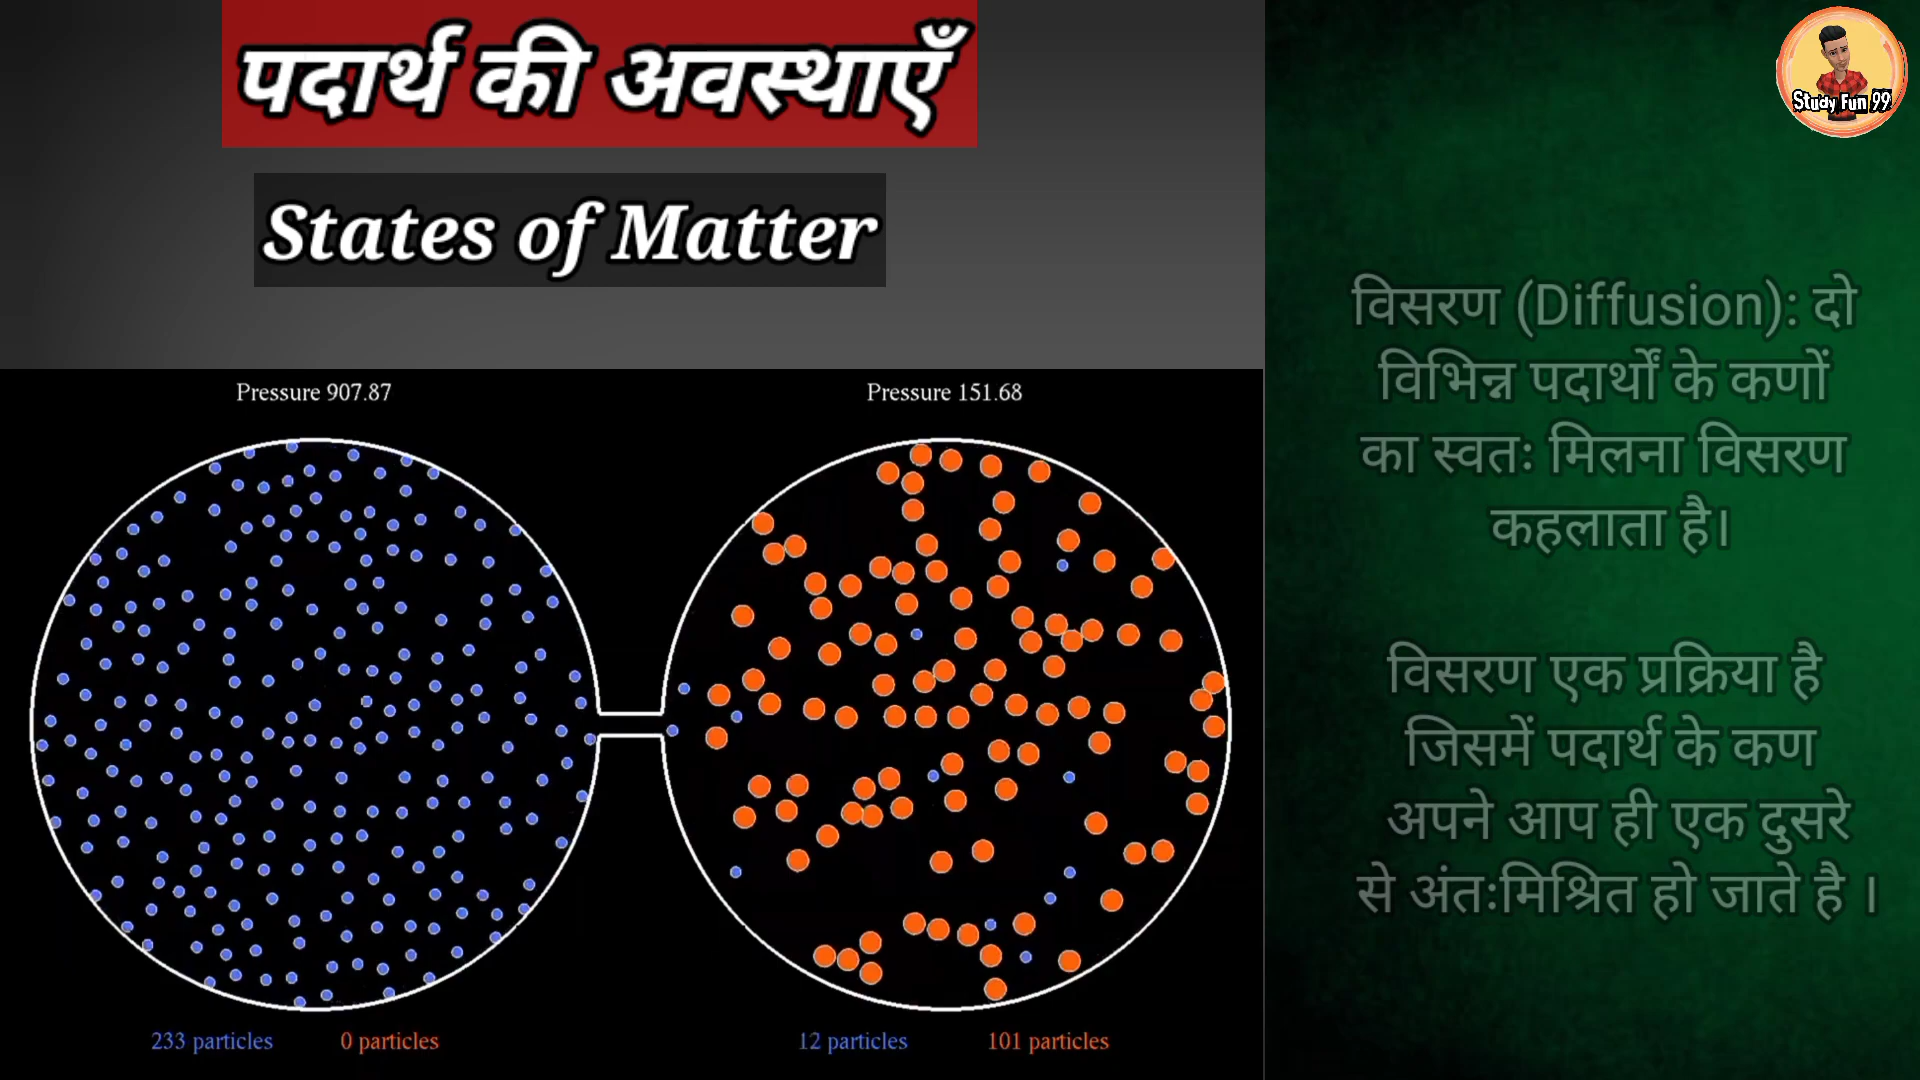 पदार्थ की अवस्थाएँ
States of Matter
Study Fun 99
Pressure 907.87
Pressure 151.68
233 particles
0 particles
12 particles
101 particles
विसरण (Diffusion): दो
विभिन्न पदार्थों के कणों
का स्वतः मिलना विसरण
कहलाता है।
विसरण एक प्रक्रिया है
जिसमें पदार्थ के कण
अपने आप ही एक दुसरे
से अंतःमिश्रित हो जाते है ।